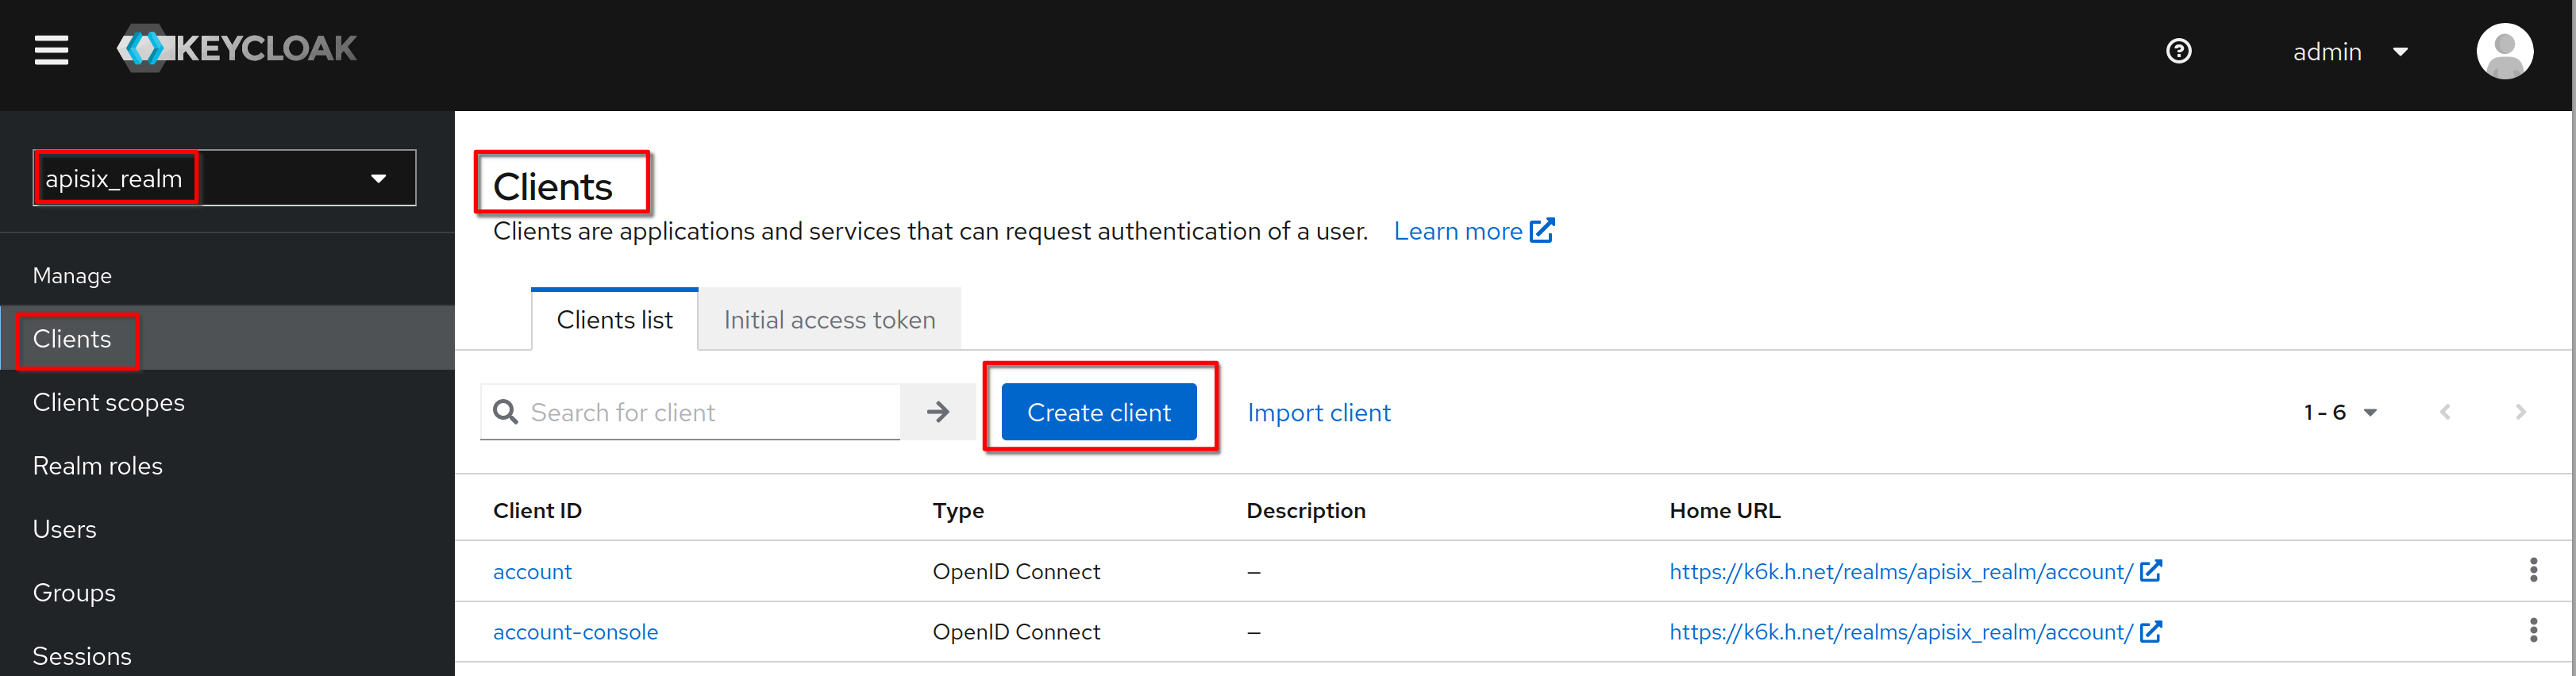 KEYCLOAK
admin
apisix_realm
Manage
Clients
Client scopes
Realm roles
Users
Groups
Sessions
Clients
Clients are applications and services that can request authentication of a user. Learn more
Clients list Initial access token
Search for client Create client Import client 1 - 6
Client ID Type Description Home URL
account OpenID Connect – https://k6k.h.net/realms/apisix_realm/account/
account-console OpenID Connect – https://k6k.h.net/realms/apisix_realm/account/